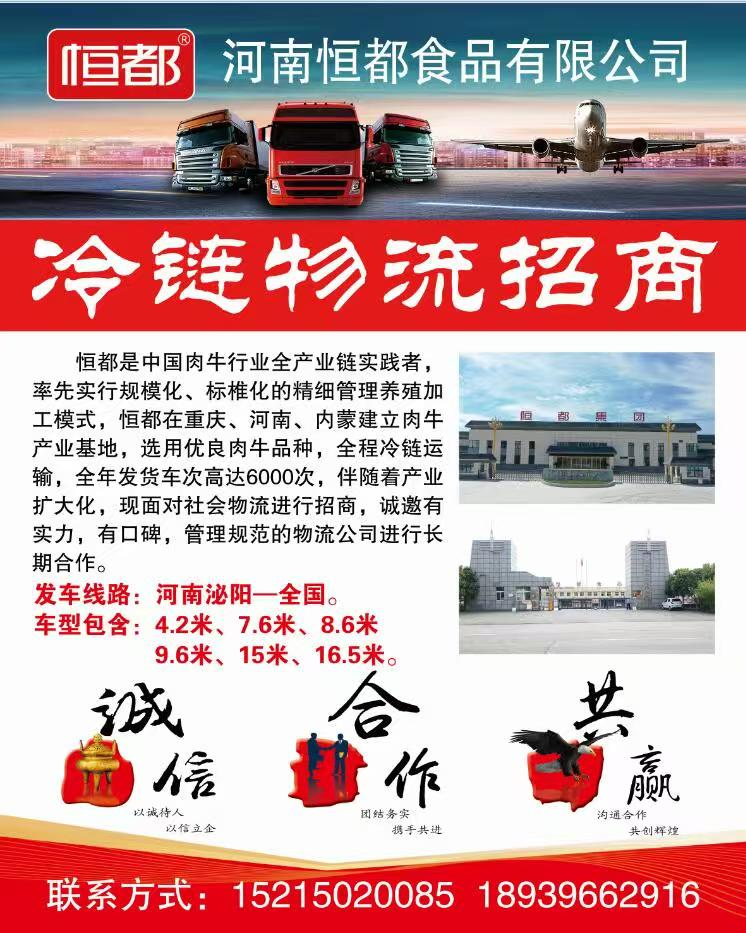 恒都®
河南恒都食品有限公司
冷链物流招商
恒都是中国肉牛行业全产业链实践者，
率先实行规模化、标椎化的精细管理养殖加
工模式，恒都在重庆、河南、内蒙建立肉牛
产业基地，选用优良肉牛品种，全程冷链运
输，全年发货车次高达6000次，伴随着产业
扩大化，现面对社会物流进行招商，诚邀有
实力，有口碑，管理规范的物流公司进行长
期合作。
发车线路：河南泌阳—全国。
车型包含：4.2米、7.6米、8.6米
9.6米、15米、16.5米。
恒都集团
诚信
以诚待人
以信立企
合作
团结务实
携手共进
共赢
沟通合作
共创辉煌
联系方式：15215020085 18939662916